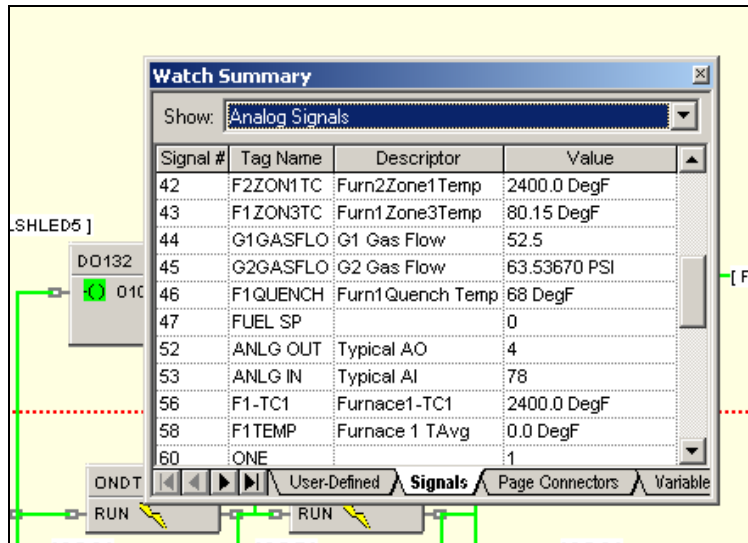 Watch Summary
Show: Analog Signals
Signal # Tag Name Descriptor Value
42 F2ZON1TC Furn2Zone1Temp 2400.0 DegF
43 F1ZON3TC Furn1Zone3Temp 80.15 DegF
44 G1GASFLO G1 Gas Flow 52.5
45 G2GASFLO G2 Gas Flow 63.53670 PSI
46 F1QUENCH Furn1Quench Temp 68 DegF
47 FUEL SP 0
52 ANLG OUT Typical AO 4
53 ANLG IN Typical AI 78
56 F1-TC1 Furnace1-TC1 2400.0 DegF
58 F1TEMP Furnace 1 TAvg 0.0 DegF
60 ONE 1
User-Defined Signals Page Connectors Variable
LSHLED5 ]
DO132
-() 010
[ F
ONDT
RUN
RUN